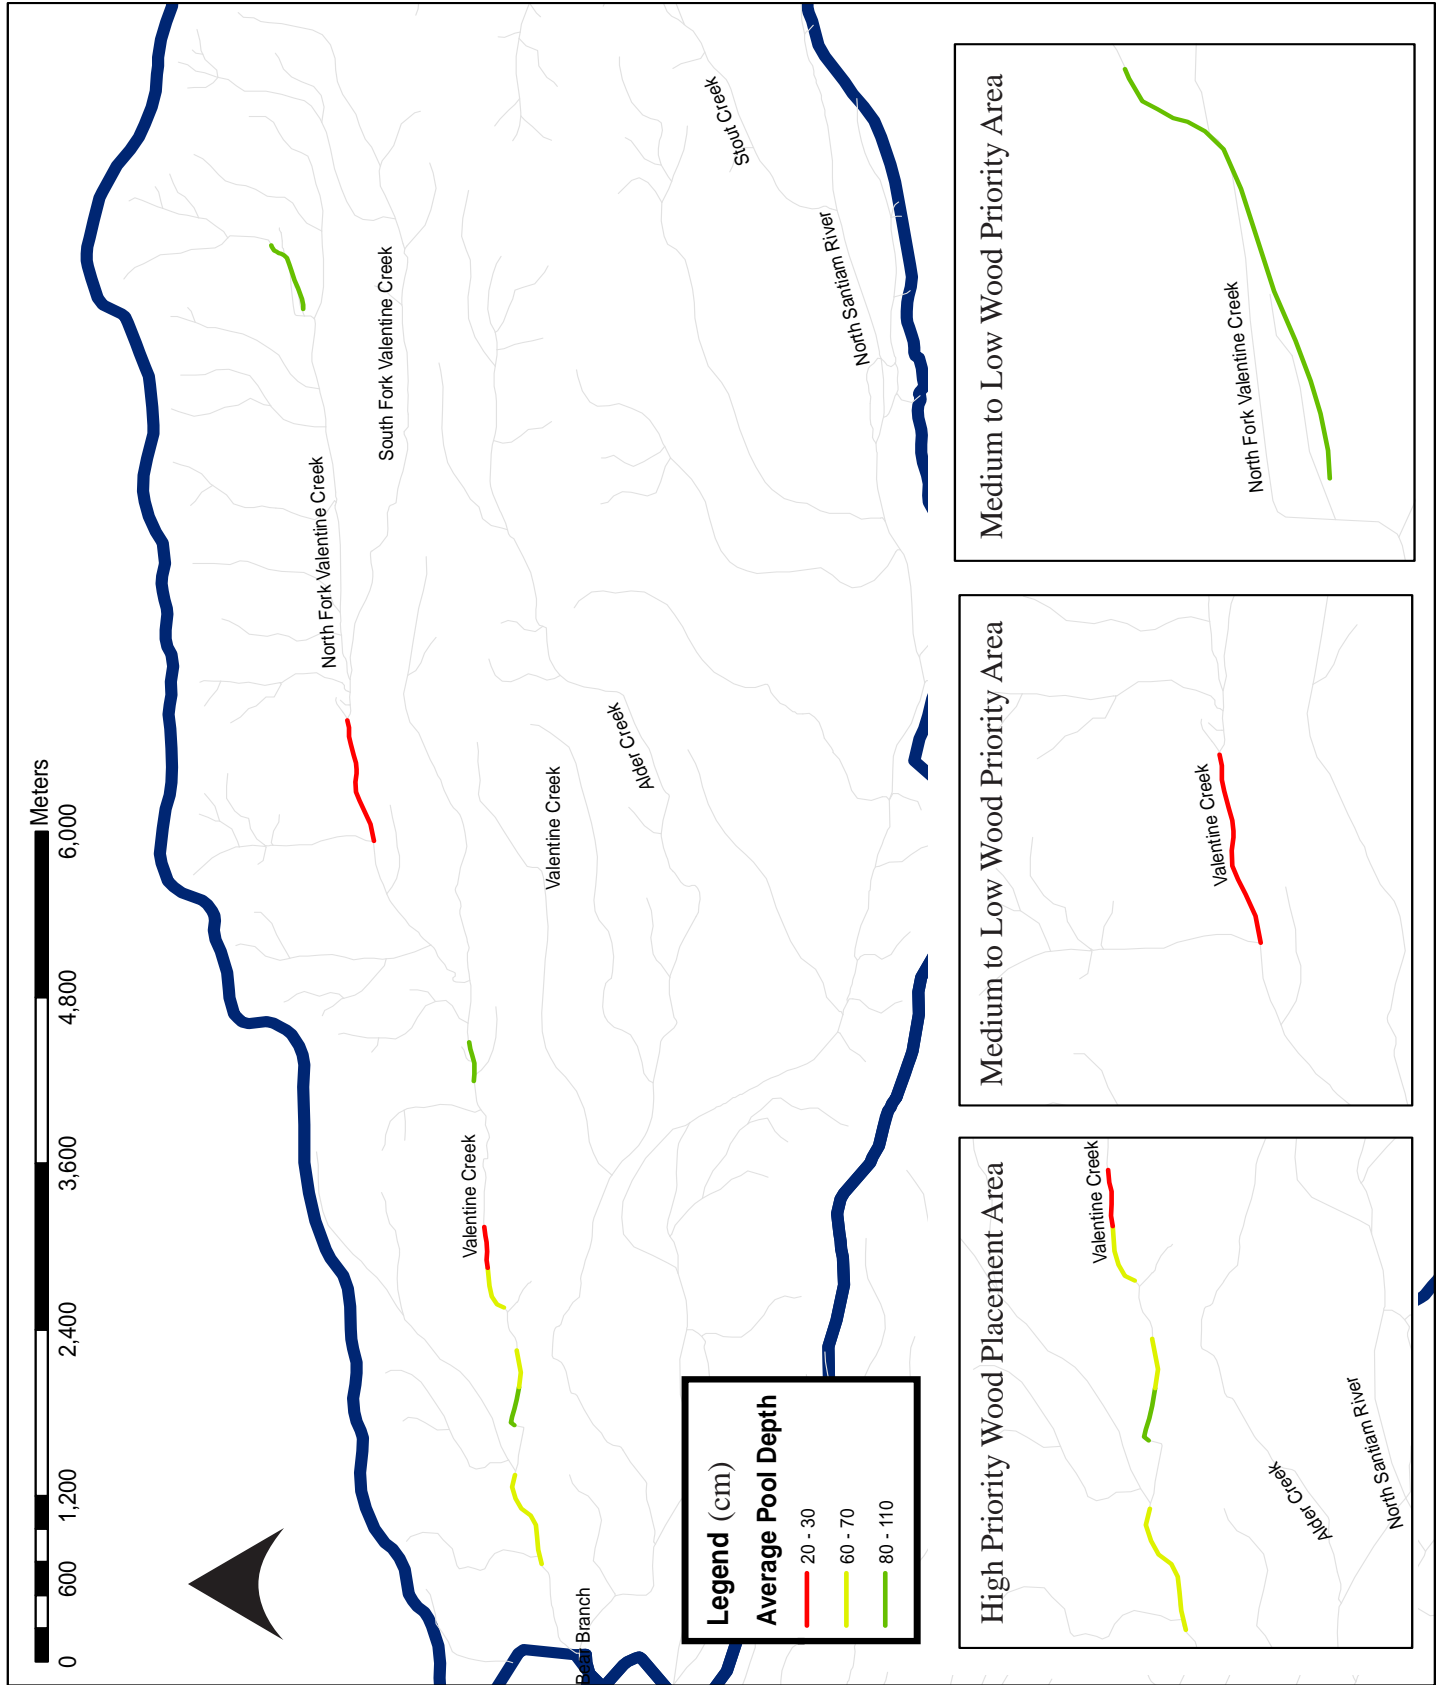 0 600 1,200 2,400 3,600 4,800 6,000
Meters
North Fork Valentine Creek
South Fork Valentine Creek
Stout Creek
North Santiam River
Valentine Creek
Valentine Creek
Alder Creek
Bear Branch
Legend (cm)
Average Pool Depth
20 - 30
60 - 70
80 - 110
High Priority Wood Placement Area
Valentine Creek
Alder Creek
North Santiam River
Medium to Low Wood Priority Area
Valentine Creek
Medium to Low Wood Priority Area
North Fork Valentine Creek